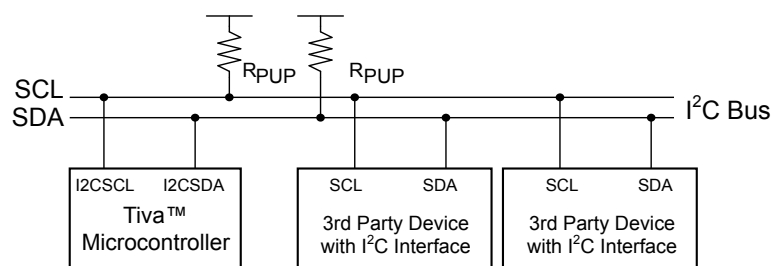 R_PUP R_PUP
SCL
SDA
I²C Bus
I2CSCL I2CSDA SCL SDA SCL SDA
Tiva™
Microcontroller
3rd Party Device
with I²C Interface
3rd Party Device
with I²C Interface